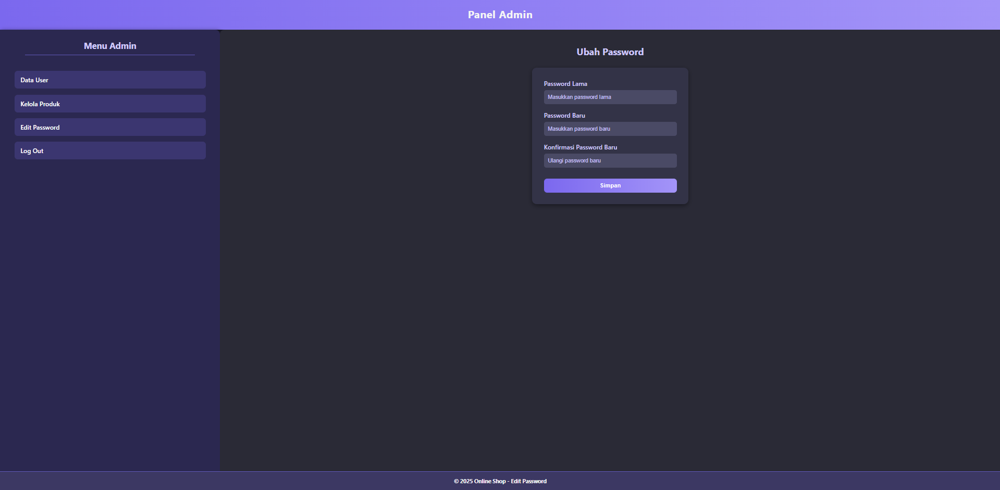 Panel Admin
Menu Admin
Data User
Kelola Produk
Edit Password
Log Out
Ubah Password
Password Lama
Masukkan password lama
Password Baru
Masukkan password baru
Konfirmasi Password Baru
Ulangi password baru
Simpan
© 2025 Online Shop - Edit Password